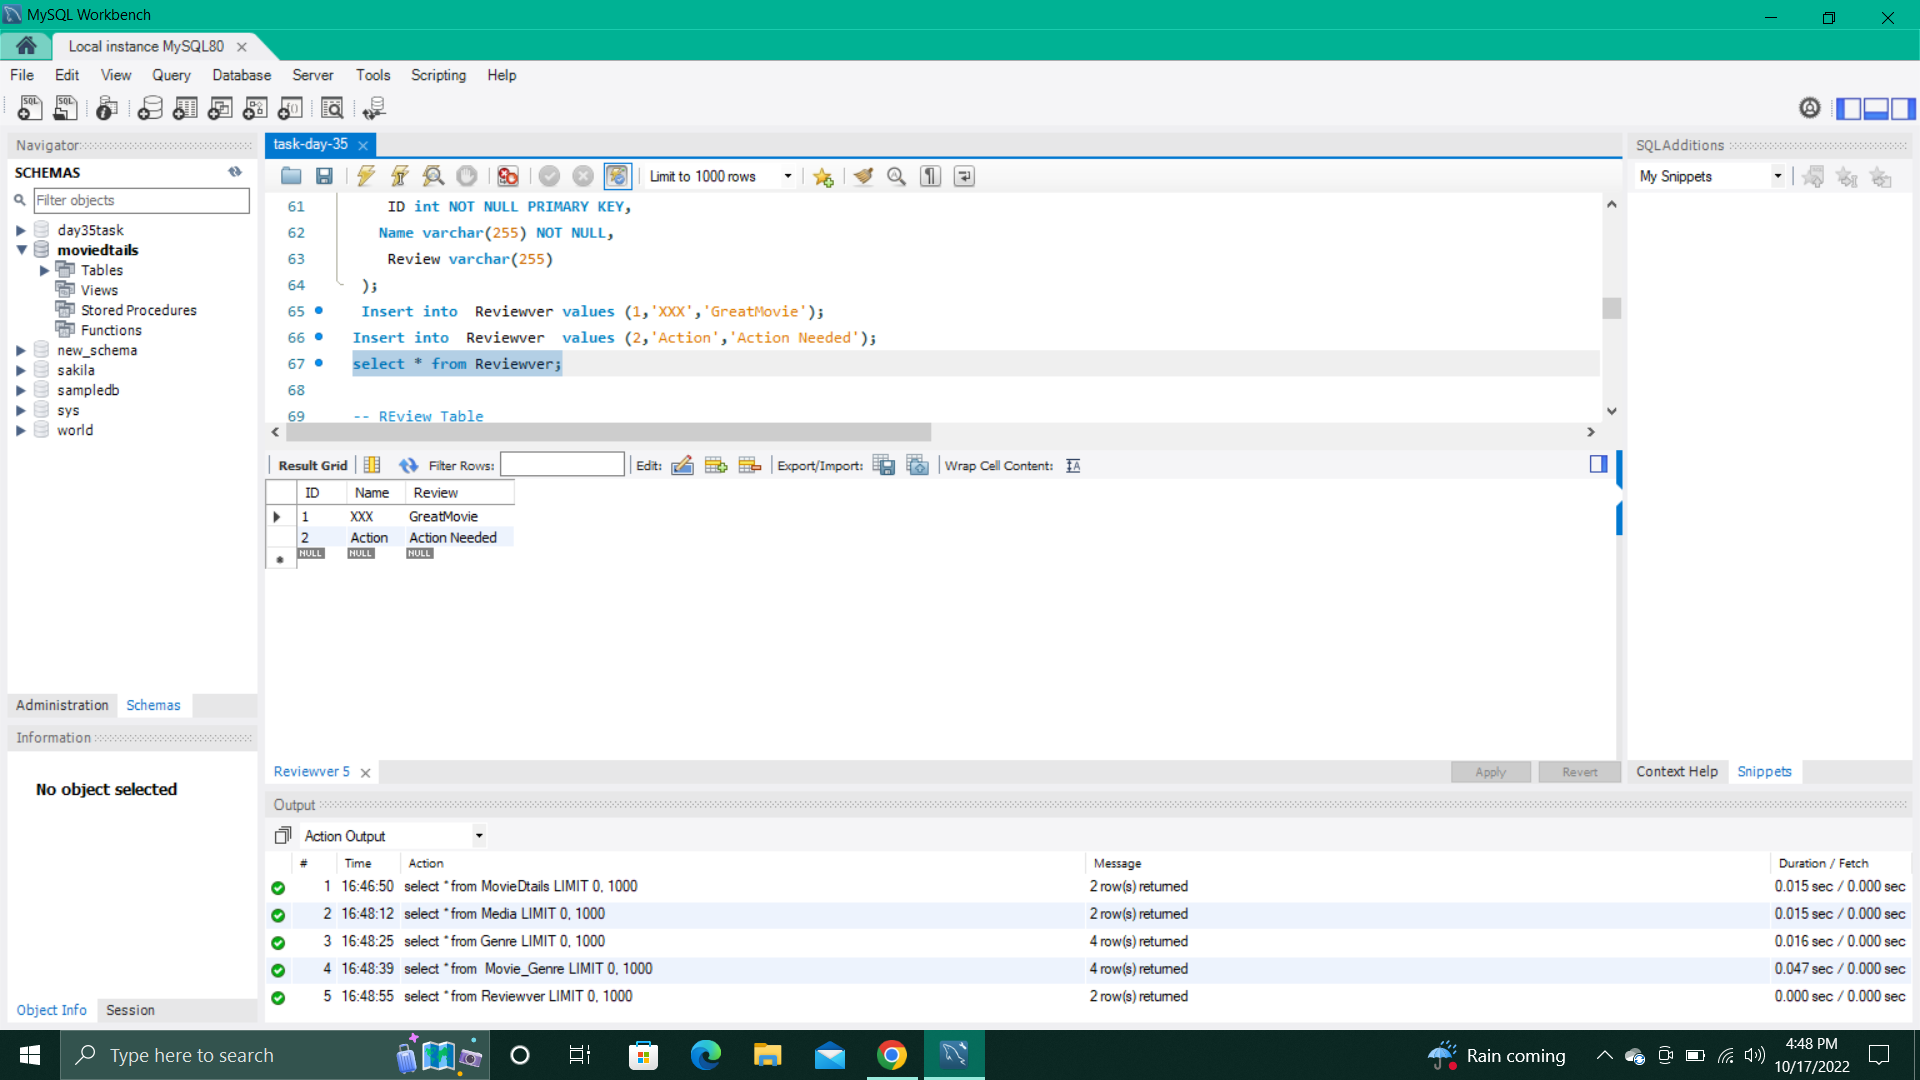 MySQL Workbench
Local instance MySQL80
File Edit View Query Database Server Tools Scripting Help
Navigator
SCHEMAS
Filter objects
day35task
moviedtails
Tables
Views
Stored Procedures
Functions
new_schema
sakila
sampledb
sys
world
Administration Schemas
Information
No object selected
Object Info Session
task-day-35
Limit to 1000 rows
61 ID int NOT NULL PRIMARY KEY,
62 Name varchar(255) NOT NULL,
63 Review varchar(255)
64 );
65 Insert into Reviewver values (1,'XXX','GreatMovie');
66 Insert into Reviewver values (2,'Action','Action Needed');
67 select * from Reviewver;
68
69 -- REview Table
Result Grid Filter Rows: Edit: Export/Import: Wrap Cell Content:
ID Name Review
1 XXX GreatMovie
2 Action Action Needed
NULL NULL NULL
Reviewver 5
Apply Revert
SQLAdditions
My Snippets
Context Help Snippets
Output
Action Output
# Time Action Message Duration / Fetch
1 16:46:50 select * from MovieDtails LIMIT 0, 1000 2 row(s) returned 0.015 sec / 0.000 sec
2 16:48:12 select * from Media LIMIT 0, 1000 2 row(s) returned 0.015 sec / 0.000 sec
3 16:48:25 select * from Genre LIMIT 0, 1000 4 row(s) returned 0.016 sec / 0.000 sec
4 16:48:39 select * from Movie_Genre LIMIT 0, 1000 4 row(s) returned 0.047 sec / 0.000 sec
5 16:48:55 select * from Reviewver LIMIT 0, 1000 2 row(s) returned 0.000 sec / 0.000 sec
Type here to search
Rain coming
4:48 PM
10/17/2022